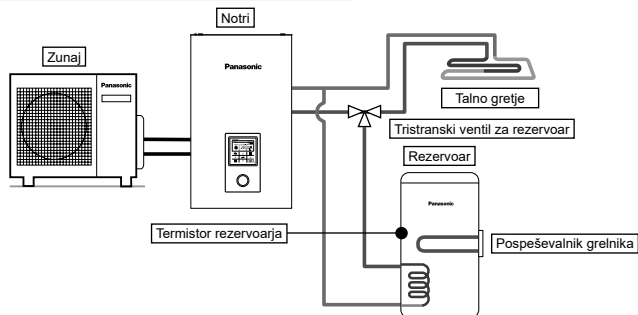 Notri
Zunaj
Panasonic
Panasonic
Talno gretje
Tristranski ventil za rezervoar
Rezervoar
Panasonic
Termistor rezervoarja
Pospeševalnik grelnika